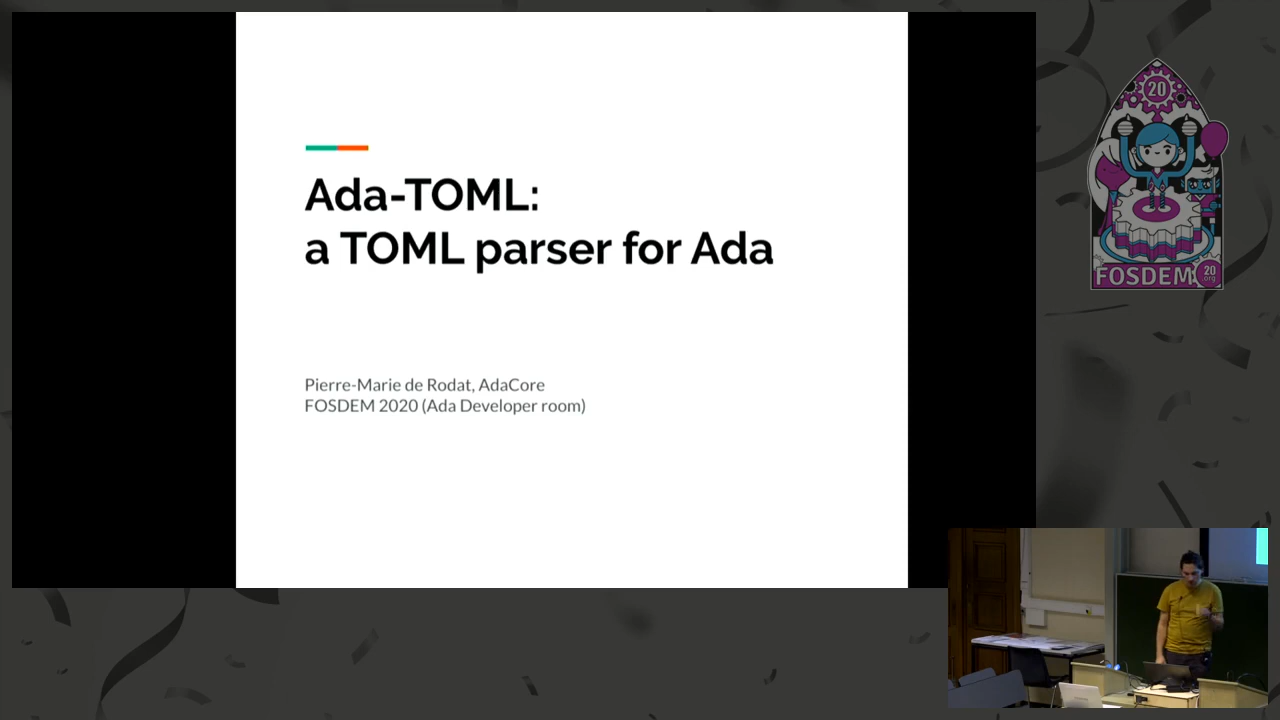 Ada-TOML:
a TOML parser for Ada
Pierre-Marie de Rodat, AdaCore
FOSDEM 2020 (Ada Developer room)
20
FOSDEM
20
org